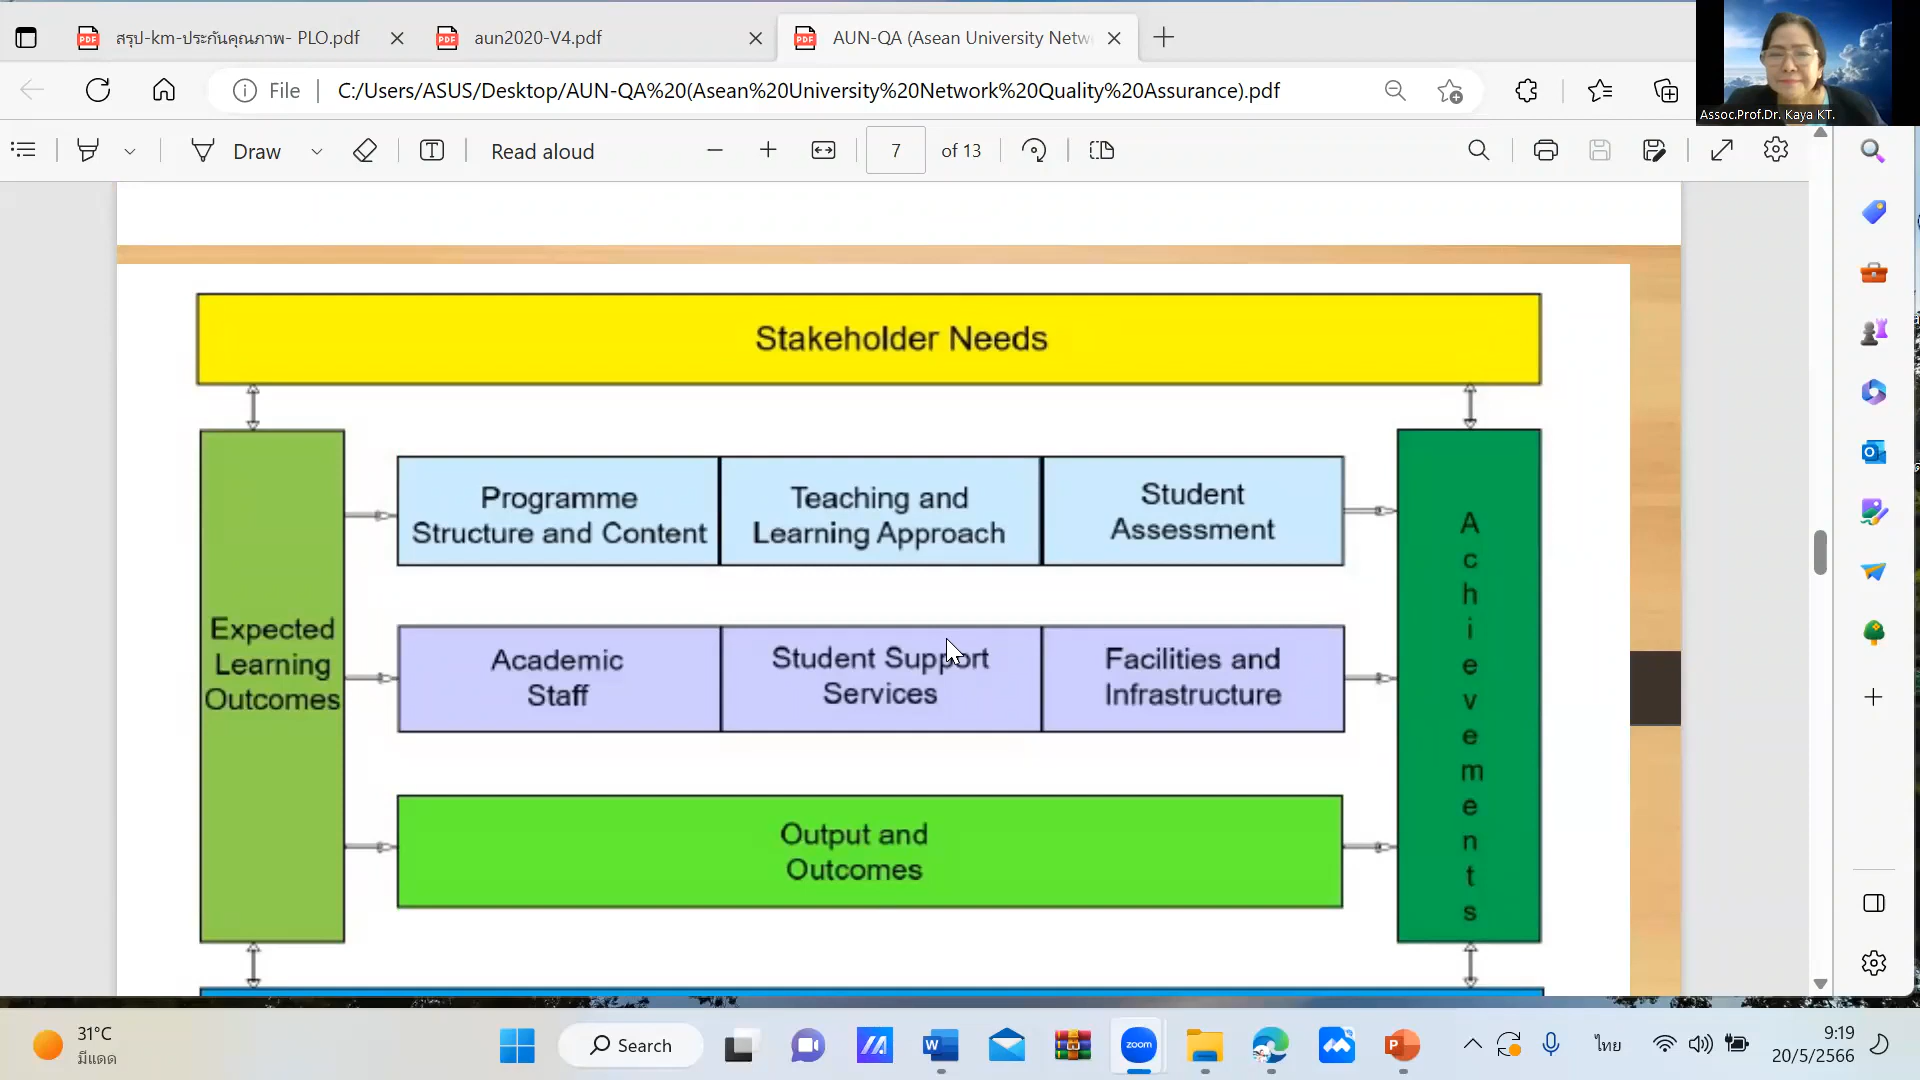 สรุป-km-ประกันคุณภาพ- PLO.pdf
aun2020-V4.pdf
AUN-QA (Asean University Netw
File
C:/Users/ASUS/Desktop/AUN-QA%20(Asean%20University%20Network%20Quality%20Assurance).pdf
Assoc.Prof.Dr. Kaya KT.
Draw
Read aloud
7
of 13
Stakeholder Needs
Programme
Structure and Content
Teaching and
Learning Approach
Student
Assessment
Expected
Learning
Outcomes
Academic
Staff
Student Support
Services
Facilities and
Infrastructure
Output and
Outcomes
Achievements
31°C
มีแดด
Search
zoom
ไทย
9:19
20/5/2566